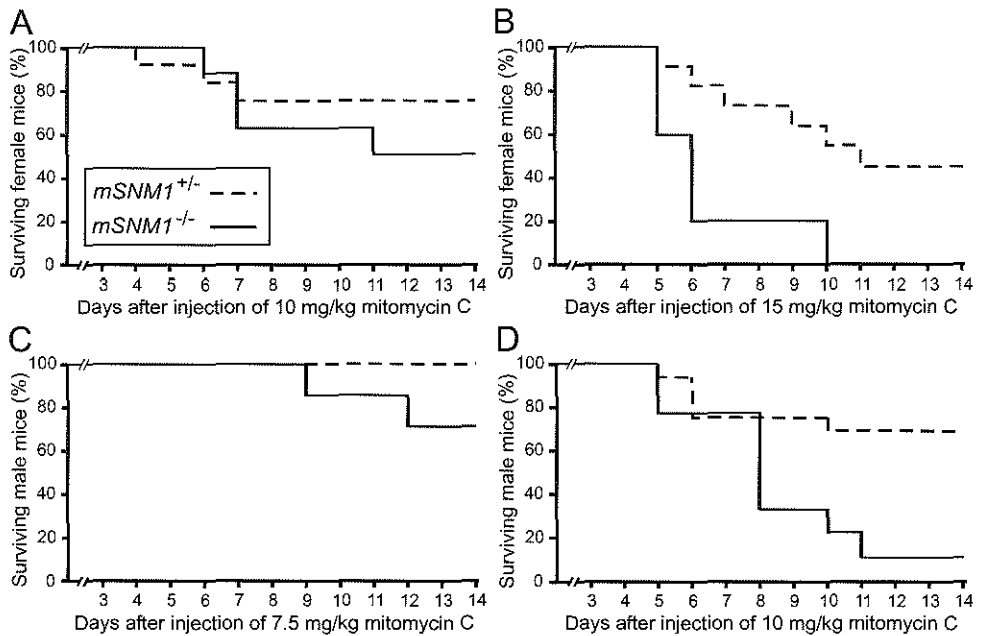 A
Surviving female mice (%)
100
80
60
40
20
0
mSNM1+/-
mSNM1-/-
3 4 5 6 7 8 9 10 11 12 13 14
Days after injection of 10 mg/kg mitomycin C
B
Surviving female mice (%)
100
80
60
40
20
0
3 4 5 6 7 8 9 10 11 12 13 14
Days after injection of 15 mg/kg mitomycin C
C
Surviving male mice (%)
100
80
60
40
20
0
3 4 5 6 7 8 9 10 11 12 13 14
Days after injection of 7.5 mg/kg mitomycin C
D
Surviving male mice (%)
100
80
60
40
20
0
3 4 5 6 7 8 9 10 11 12 13 14
Days after injection of 10 mg/kg mitomycin C